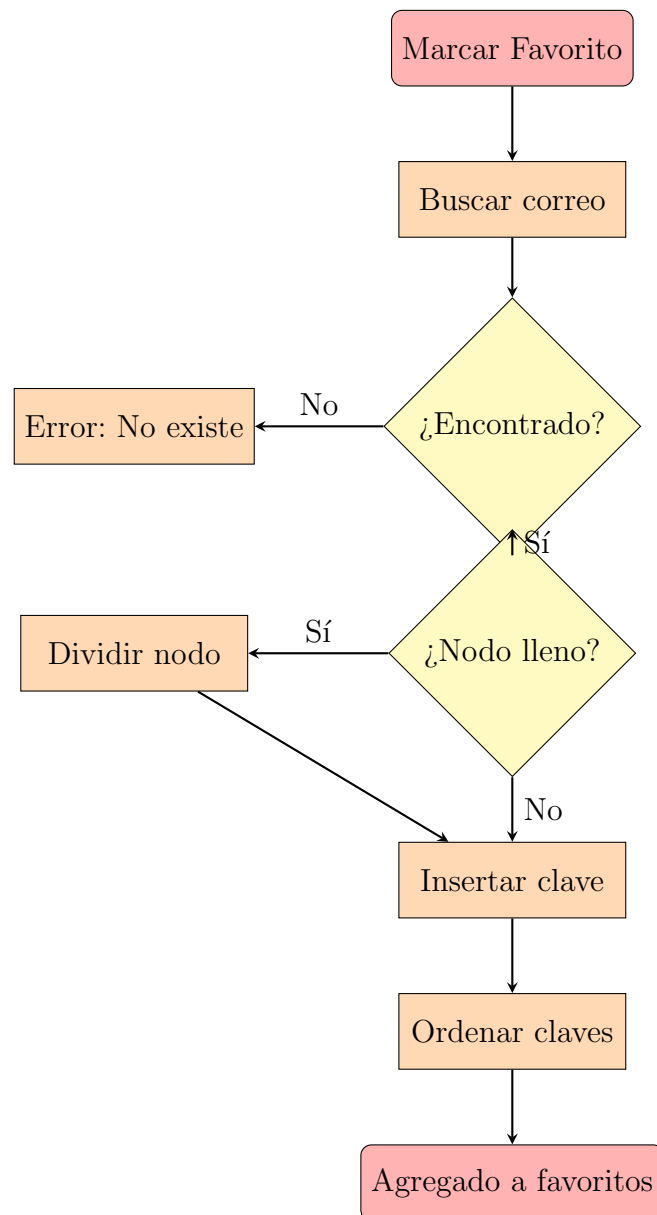 Marcar Favorito
Buscar correo
¿Encontrado?
No
Error: No existe
Sí
¿Nodo lleno?
Sí
Dividir nodo
No
Insertar clave
Ordenar claves
Agregado a favoritos